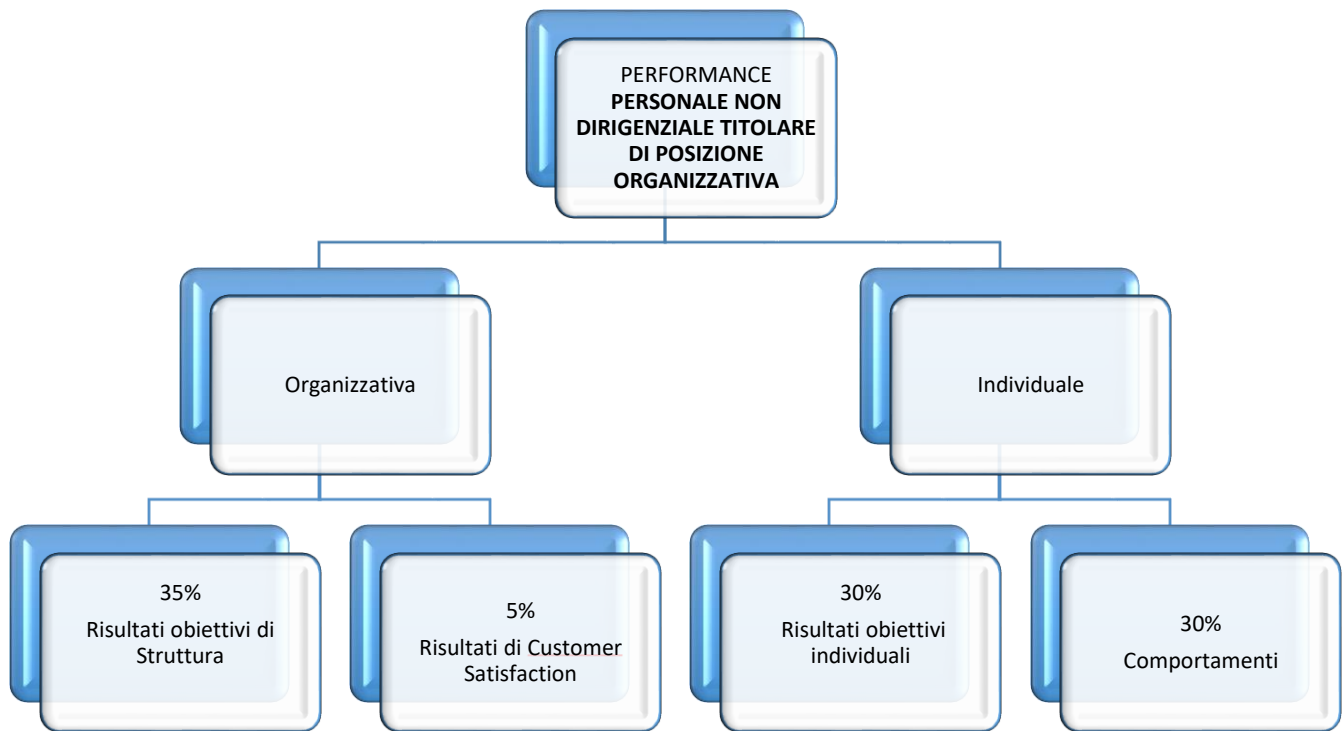 PERFORMANCE
PERSONALE NON
DIRIGENZIALE TITOLARE
DI POSIZIONE
ORGANIZZATIVA
Organizzativa
Individuale
35%
Risultati obiettivi di
Struttura
5%
Risultati di Customer
Satisfaction
30%
Risultati obiettivi
individuali
30%
Comportamenti